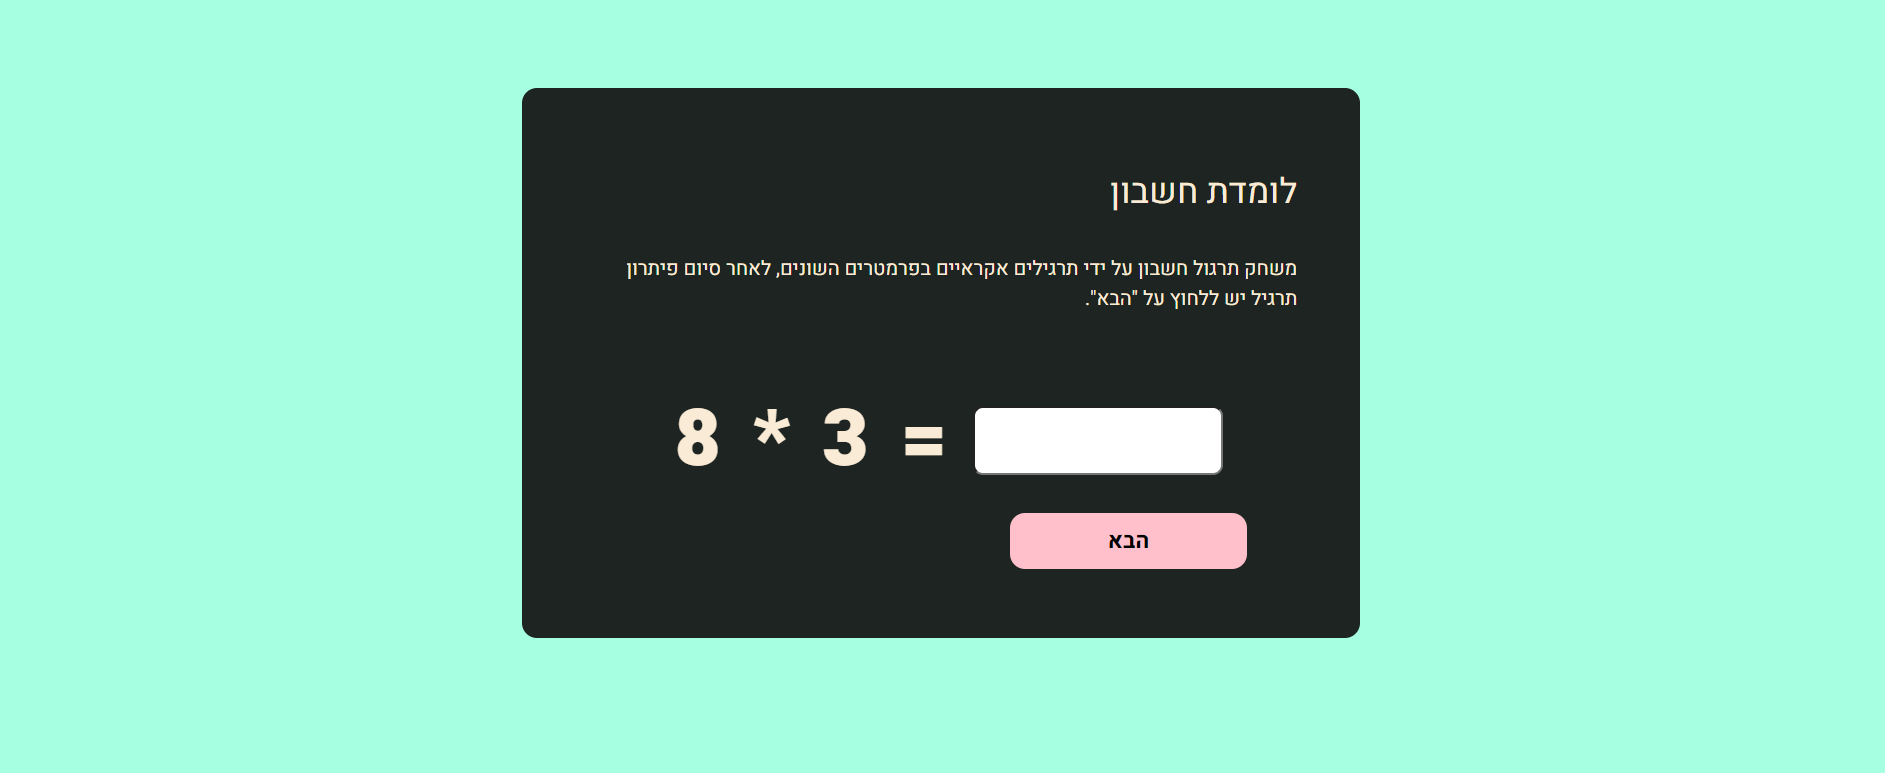 לומדת חשבון
משחק תרגול חשבון על ידי תרגילים אקראיים בפרמטרים השונים, לאחר סיום פיתרון
תרגיל יש ללחוץ על "הבא".
8 * 3 =
הבא